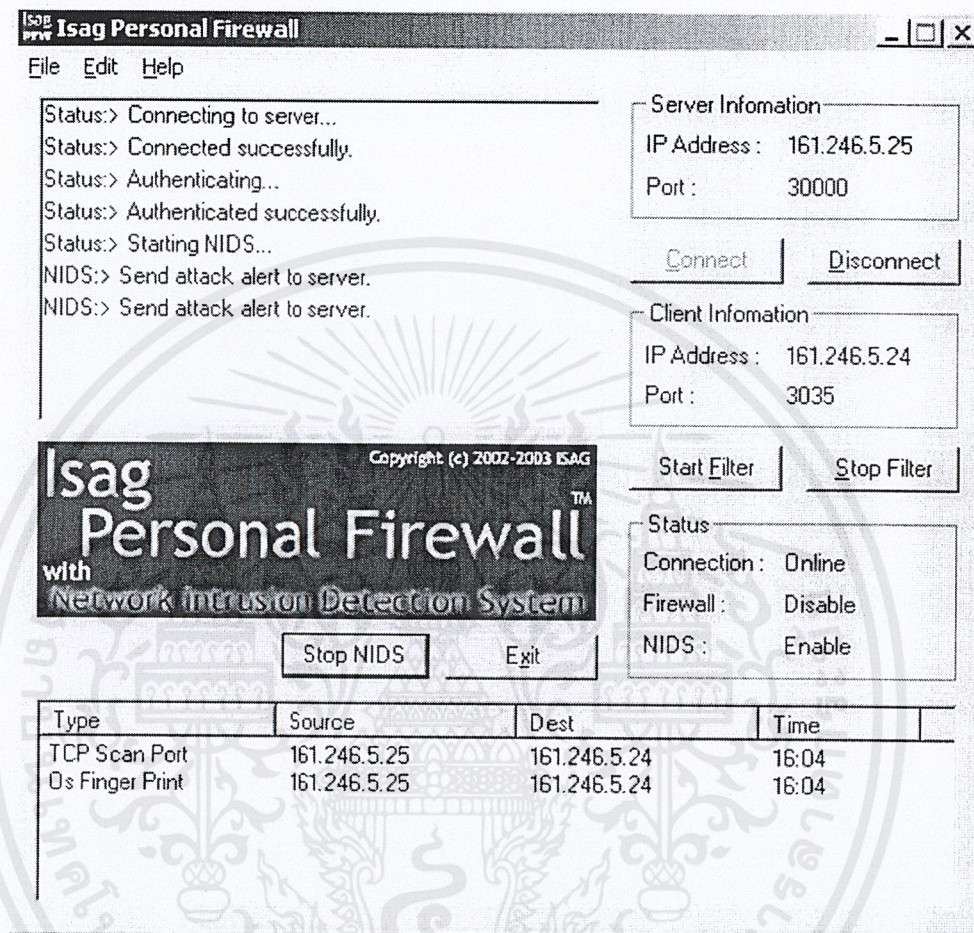 Isag PFW Isag Personal Firewall
File Edit Help
Status:> Connecting to server...
Status:> Connected successfully.
Status:> Authenticating...
Status:> Authenticated successfully.
Status:> Starting NIDS...
NIDS:> Send attack alert to server.
NIDS:> Send attack alert to server.
Server Infomation
IP Address : 161.246.5.25
Port : 30000
Connect Disconnect
Client Infomation
IP Address : 161.246.5.24
Port : 3035
Start Filter Stop Filter
Copyright (c) 2002-2003 ISAG
Isag
Personal Firewall TM
with
Network Intrusion Detection System
Status
Connection : Online
Firewall : Disable
NIDS : Enable
Stop NIDS Exit
Type Source Dest Time
TCP Scan Port 161.246.5.25 161.246.5.24 16:04
Os Finger Print 161.246.5.25 161.246.5.24 16:04